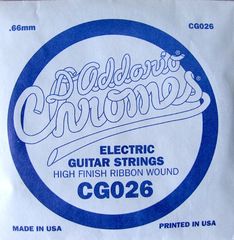 .66mm CG026
D'Addario
Chromes®
ELECTRIC
GUITAR STRINGS
HIGH FINISH RIBBON WOUND
CG026
MADE IN USA PRINTED IN USA